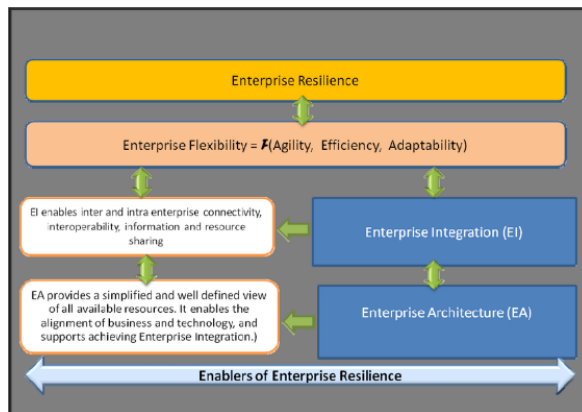 Enterprise Resilience
Enterprise Flexibility = F(Agility, Efficiency, Adaptability)
EI enables inter and intra enterprise connectivity,
interoperability, information and resource
sharing
Enterprise Integration (EI)
EA provides a simplified and well defined view
of all available resources. It enables the
alignment of business and technology, and
supports achieving Enterprise Integration.)
Enterprise Architecture (EA)
Enablers of Enterprise Resilience